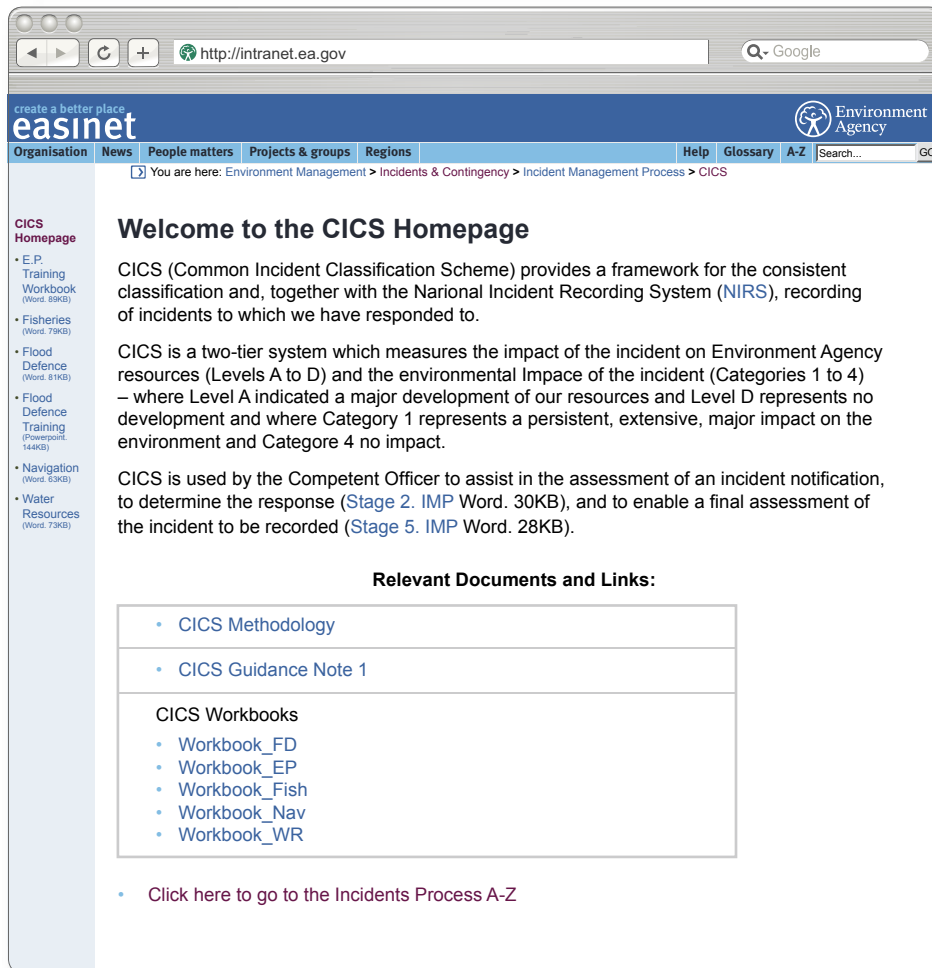 http://intranet.ea.gov
Q- Google
create a better place
easinet
Environment
Agency
Organisation News People matters Projects & groups Regions Help Glossary A-Z Search... GO
You are here: Environment Management > Incidents & Contingency > Incident Management Process > CICS
CICS
Homepage
• E.P.
Training
Workbook
(Word. 89KB)
• Fisheries
(Word. 79KB)
• Flood
Defence
(Word. 81KB)
• Flood
Defence
Training
(Powerpoint.
144KB)
• Navigation
(Word. 63KB)
• Water
Resources
(Word. 73KB)
Welcome to the CICS Homepage
CICS (Common Incident Classification Scheme) provides a framework for the consistent
classification and, together with the Narional Incident Recording System (NIRS), recording
of incidents to which we have responded to.
CICS is a two-tier system which measures the impact of the incident on Environment Agency
resources (Levels A to D) and the environmental Impace of the incident (Categories 1 to 4)
– where Level A indicated a major development of our resources and Level D represents no
development and where Category 1 represents a persistent, extensive, major impact on the
environment and Categore 4 no impact.
CICS is used by the Competent Officer to assist in the assessment of an incident notification,
to determine the response (Stage 2. IMP Word. 30KB), and to enable a final assessment of
the incident to be recorded (Stage 5. IMP Word. 28KB).
Relevant Documents and Links:
• CICS Methodology
• CICS Guidance Note 1
CICS Workbooks
• Workbook_FD
• Workbook_EP
• Workbook_Fish
• Workbook_Nav
• Workbook_WR
• Click here to go to the Incidents Process A-Z